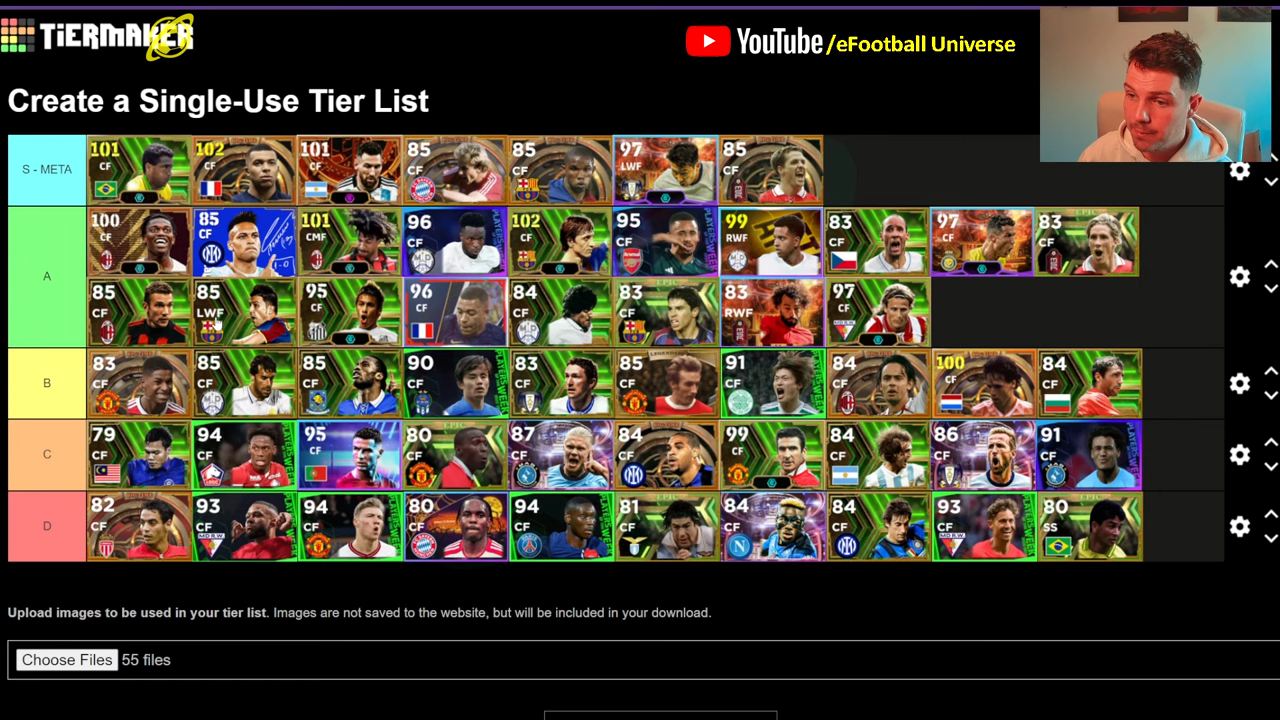 TiERMAKER
YouTube /eFootball Universe
Create a Single-Use Tier List
S - META
101 CF 102 CF 101 CF 85 CF 85 CF 97 LWF 85 CF
A
100 CF 85 CF 101 CMF 96 CF 102 CF 95 CF 99 RWF 83 CF 97 CF 83 CF
85 CF 85 LWF 95 CF 96 CF 84 CF 83 CF 83 RWF 97 CF
B
83 CF 85 CF 85 CF 90 CF 83 CF 85 CF 91 CF 84 CF 100 CF 84 CF
C
79 CF 94 CF 95 CF 80 CF 87 CF 84 CF 99 CF 84 CF 86 CF 91 CF
D
82 CF 93 CF 94 CF 80 CF 94 CF 81 CF 84 CF 84 CF 93 CF 80 SS
Upload images to be used in your tier list. Images are not saved to the website, but will be included in your download.
Choose Files 55 files